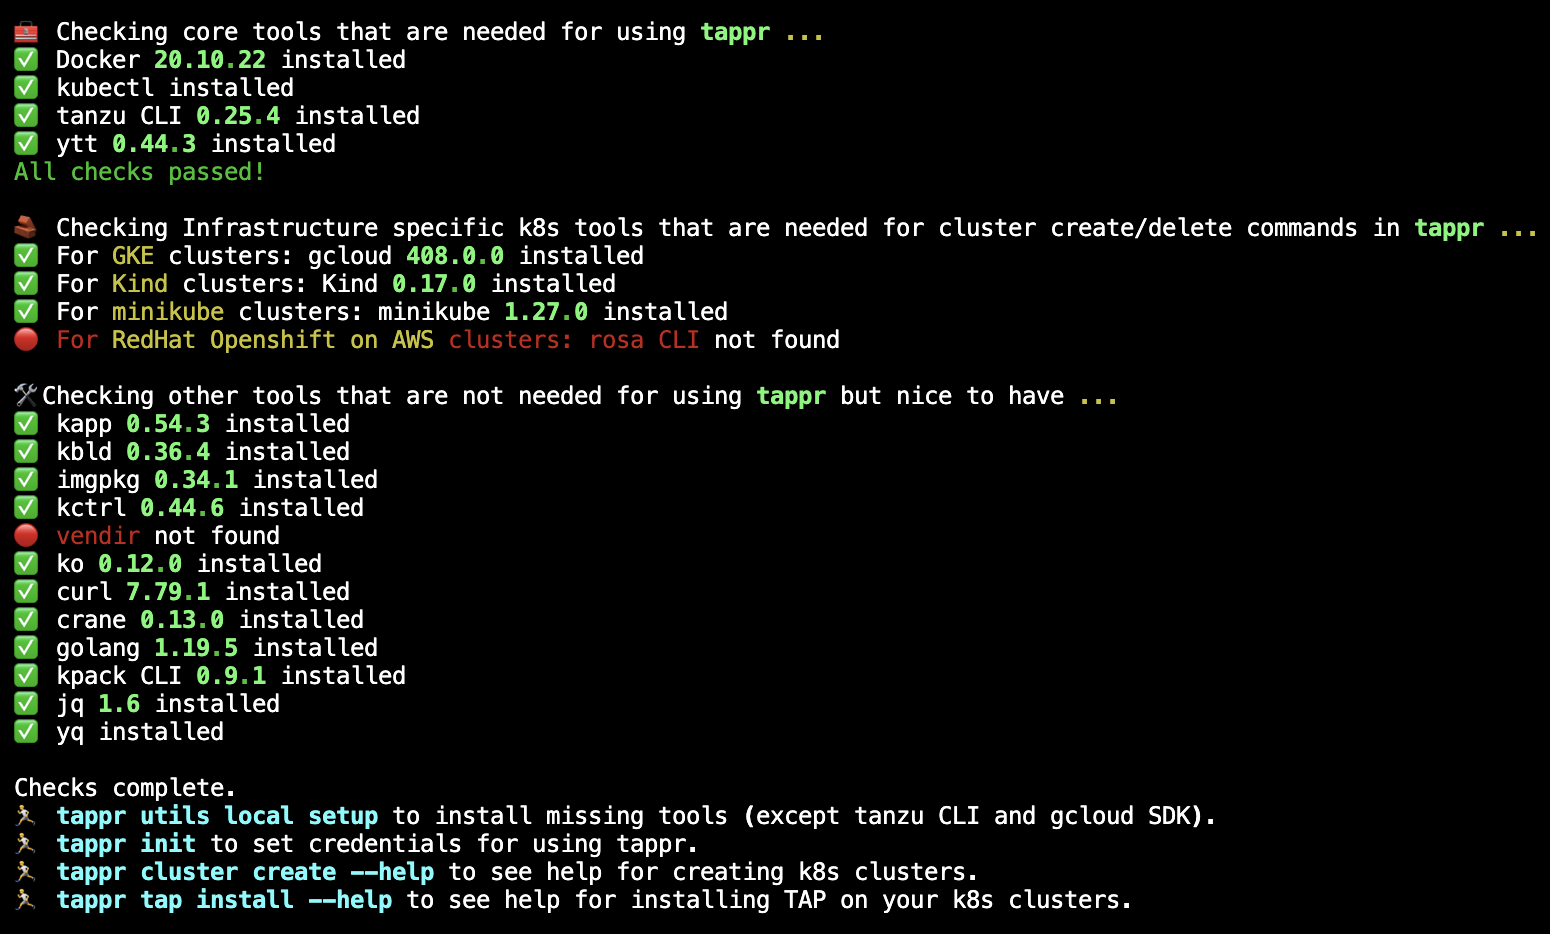 🧰 Checking core tools that are needed for using tappr ...
✅ Docker 20.10.22 installed
✅ kubectl installed
✅ tanzu CLI 0.25.4 installed
✅ ytt 0.44.3 installed
All checks passed!
🧱 Checking Infrastructure specific k8s tools that are needed for cluster create/delete commands in tappr ...
✅ For GKE clusters: gcloud 408.0.0 installed
✅ For Kind clusters: Kind 0.17.0 installed
✅ For minikube clusters: minikube 1.27.0 installed
🔴 For RedHat Openshift on AWS clusters: rosa CLI not found
🛠 Checking other tools that are not needed for using tappr but nice to have ...
✅ kapp 0.54.3 installed
✅ kbld 0.36.4 installed
✅ imgpkg 0.34.1 installed
✅ kctrl 0.44.6 installed
🔴 vendir not found
✅ ko 0.12.0 installed
✅ curl 7.79.1 installed
✅ crane 0.13.0 installed
✅ golang 1.19.5 installed
✅ kpack CLI 0.9.1 installed
✅ jq 1.6 installed
✅ yq installed
Checks complete.
🏃 tappr utils local setup to install missing tools (except tanzu CLI and gcloud SDK).
🏃 tappr init to set credentials for using tappr.
🏃 tappr cluster create --help to see help for creating k8s clusters.
🏃 tappr tap install --help to see help for installing TAP on your k8s clusters.